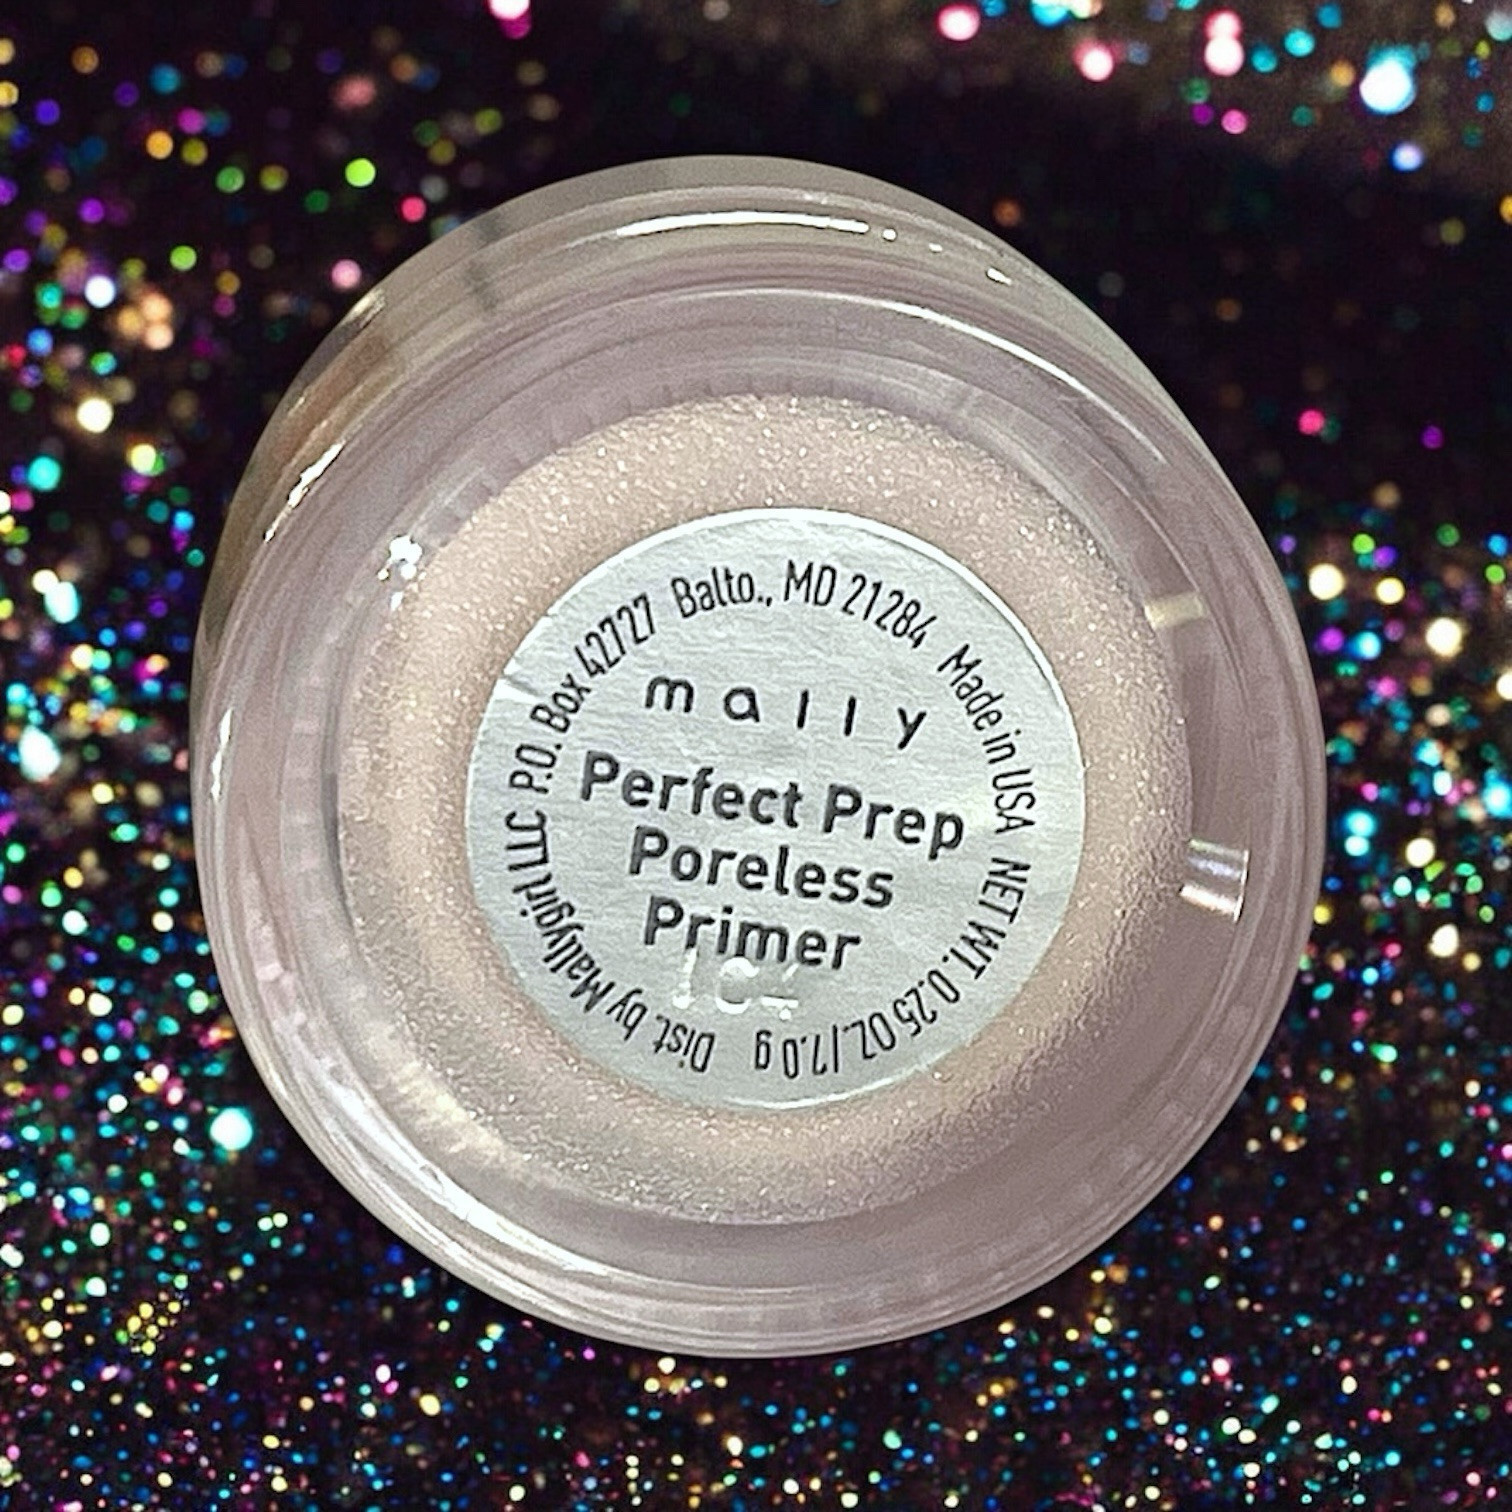 mally
Perfect Prep
Poreless
Primer
Dist. by Mallygirl LLC P.O. Box 42727 Balto., MD 21284 Made in USA NET WT. 0.25 OZ./7.0 g